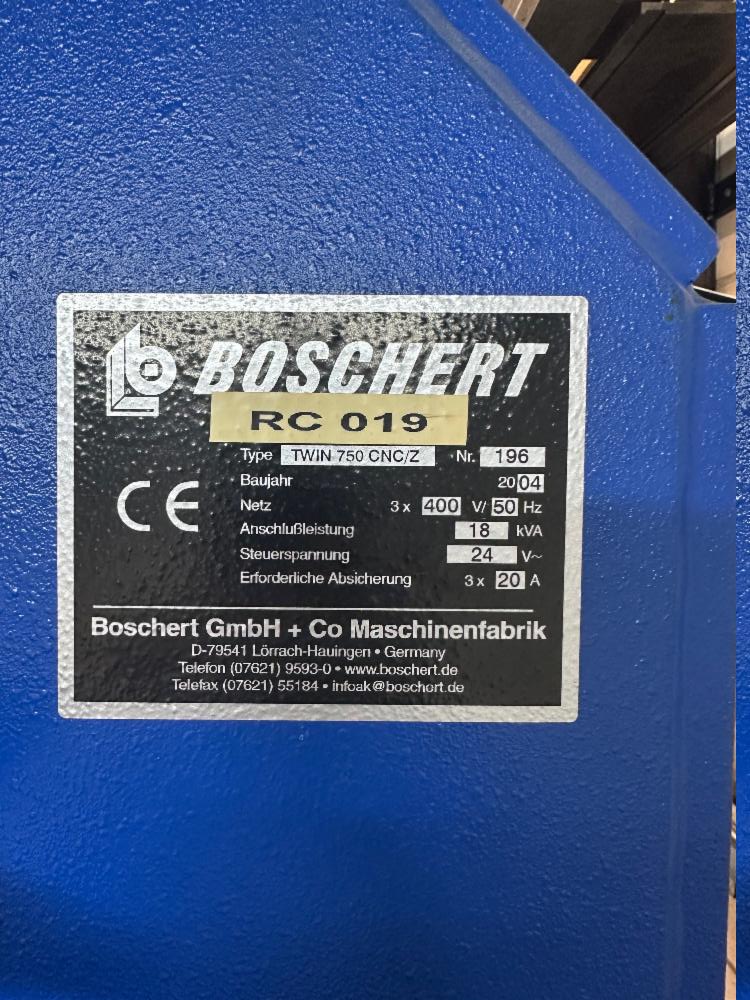 BOSCHERT
RC 019
Type TWIN 750 CNC/Z Nr. 196
Baujahr 2004
Netz 3 x 400 V/ 50 Hz
Anschlußleistung 18 kVA
Steuerspannung 24 V~
Erforderliche Absicherung 3 x 20 A
CE
Boschert GmbH + Co Maschinenfabrik
D-79541 Lörrach-Hauingen • Germany
Telefon (07621) 9593-0 • www.boschert.de
Telefax (07621) 55184 • infoak@boschert.de